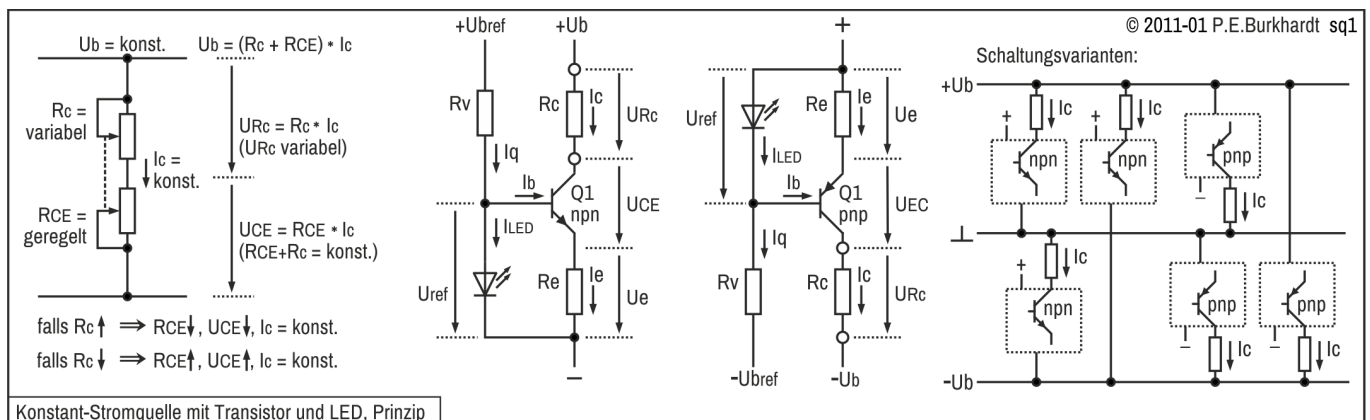 © 2011-01 P.E.Burkhardt sq1
Ub = konst.
Ub = (Rc + RCE) * Ic
Rc =
variabel
Ic =
konst.
RCE =
geregelt
URc = Rc * Ic
(URc variabel)
UCE = RCE * Ic
(RCE+Rc = konst.)
falls Rc ↑ ⇒ RCE↓, UCE↓, Ic = konst.
falls Rc ↓ ⇒ RCE↑, UCE↑, Ic = konst.
Konstant-Stromquelle mit Transistor und LED, Prinzip
+Ubref
+Ub
Rv
Rc
Ic
URc
Iq
Ib
Q1
npn
UCE
ILED
Uref
Re
Ie
Ue
−
+
Uref
Re
Ie
Ue
ILED
Ib
Q1
pnp
UEC
Iq
Rv
Rc
Ic
URc
-Ubref
-Ub
Schaltungsvarianten:
+Ub
Ic
Ic
+
+
npn
npn
pnp
−
Ic
⊥
Ic
+
npn
pnp
pnp
−
−
Ic
Ic
-Ub